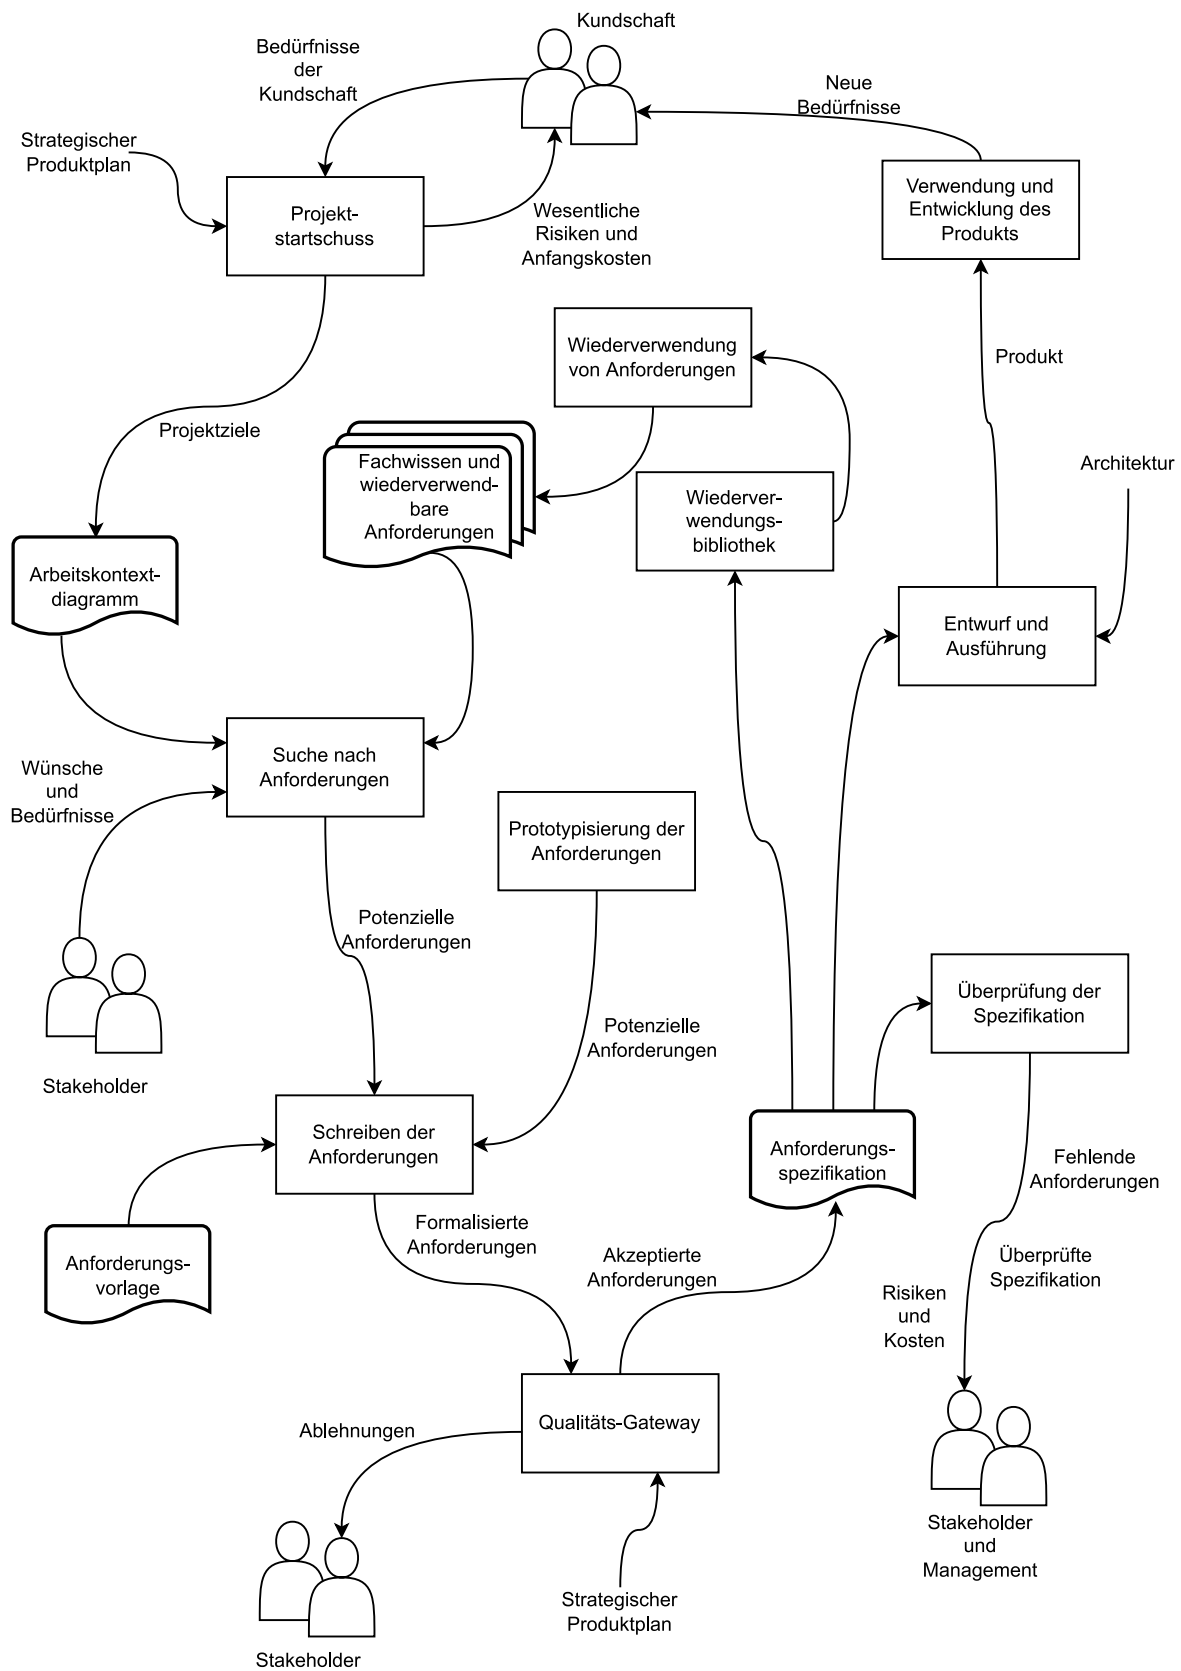 Kundschaft
Bedürfnisse
der
Kundschaft
Neue
Bedürfnisse
Strategischer
Produktplan
Projekt-
startschuss
Wesentliche
Risiken und
Anfangskosten
Verwendung und
Entwicklung des
Produkts
Wiederverwendung
von Anforderungen
Produkt
Projektziele
Fachwissen und
wiederverwend-
bare
Anforderungen
Wiederver-
wendungs-
bibliothek
Architektur
Arbeitskontext-
diagramm
Entwurf und
Ausführung
Suche nach
Anforderungen
Wünsche
und
Bedürfnisse
Prototypisierung der
Anforderungen
Potenzielle
Anforderungen
Stakeholder
Potenzielle
Anforderungen
Überprüfung der
Spezifikation
Schreiben der
Anforderungen
Anforderungs-
spezifikation
Fehlende
Anforderungen
Anforderungs-
vorlage
Formalisierte
Anforderungen
Akzeptierte
Anforderungen
Überprüfte
Spezifikation
Risiken
und
Kosten
Ablehnungen
Qualitäts-Gateway
Stakeholder
und
Management
Strategischer
Produktplan
Stakeholder